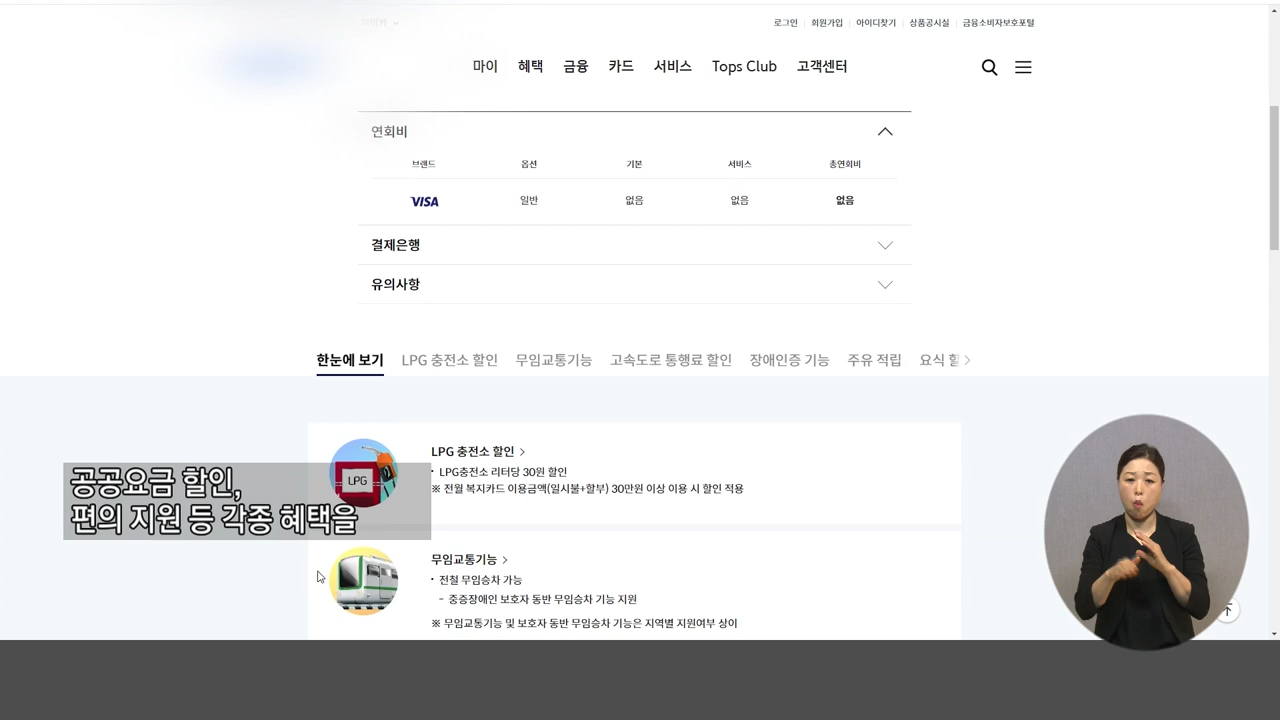 로그인 회원가입 아이디찾기 상품공시실 금융소비자보호포털
마이 혜택 금융 카드 서비스 Tops Club 고객센터
연회비
브랜드 옵션 기본 서비스 총연회비
VISA 일반 없음 없음 없음
결제은행
유의사항
한눈에 보기 LPG 충전소 할인 무임교통기능 고속도로 통행료 할인 장애인증 기능 주유 적립 요식
LPG 충전소 할인
LPG
· LPG충전소 리터당 30원 할인
※ 전월 복지카드 이용금액(일시불+할부) 30만원 이상 이용 시 할인 적용
공공요금 할인,
편의 지원 등 각종 혜택을
무임교통기능
· 전철 무임승차 가능
- 중증장애인 보호자 동반 무임승차 기능 지원
※ 무임교통기능 및 보호자 동반 무임승차 기능은 지역별 지원여부 상이